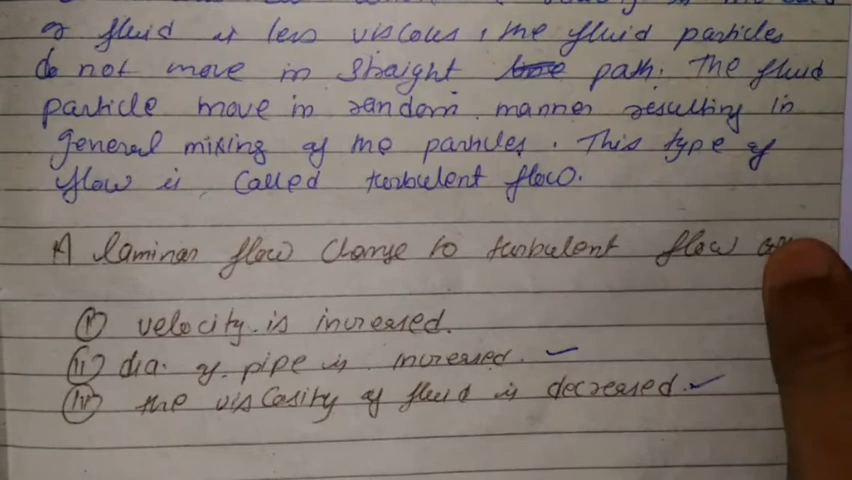 of fluid is less viscous, the fluid particles
do not move in straight path. The fluid
particle move in random manner resulting in
general mixing of the particles. This type of
flow is called turbulent flow.
A laminar flow change to turbulent flow
(i) velocity is increased.
(ii) dia. of pipe is increased.
(iv) the viscosity of fluid is decreased.